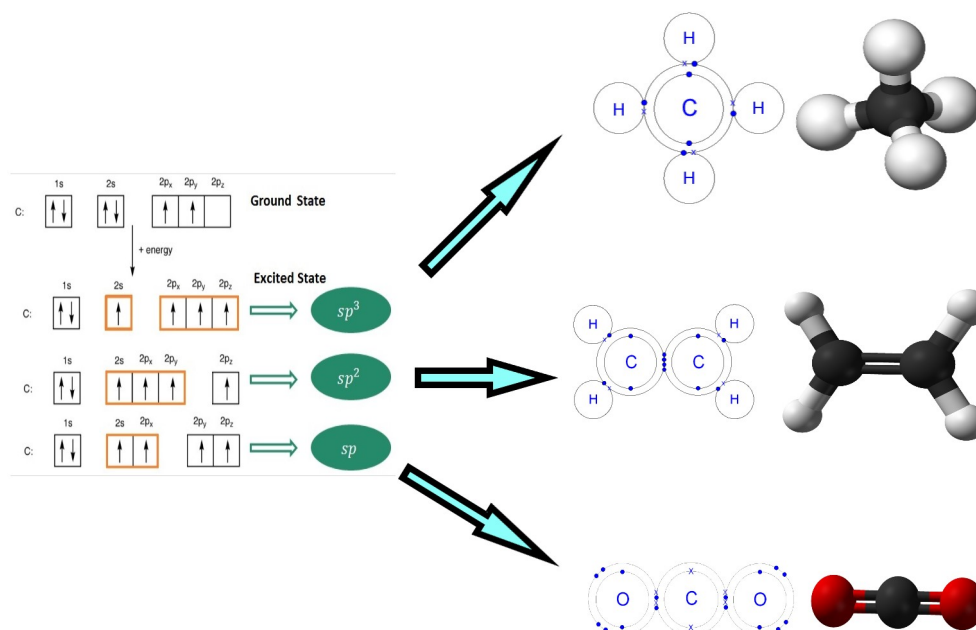 1s 2s 2px 2py 2pz
C: Ground State
+ energy
Excited State
1s 2s 2px 2py 2pz
C: sp³
1s 2s 2px 2py 2pz
C: sp²
1s 2s 2px 2py 2pz
C: sp
H
H C H
H
H H
C C
H H
O C O